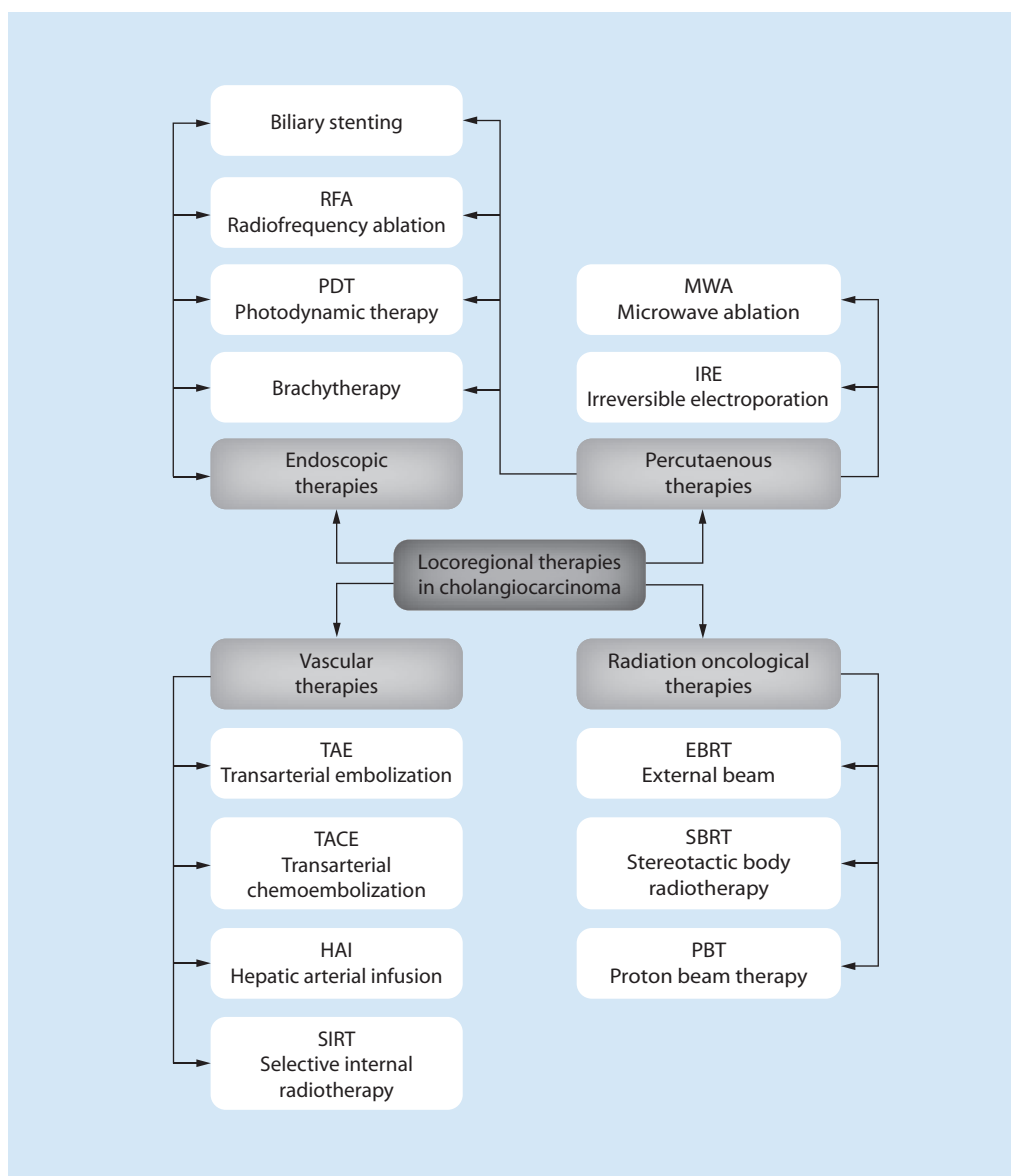 Biliary stenting
RFA
Radiofrequency ablation
PDT
Photodynamic therapy
MWA
Microwave ablation
Brachytherapy
IRE
Irreversible electroporation
Endoscopic
therapies
Percutaenous
therapies
Locoregional therapies
in cholangiocarcinoma
Vascular
therapies
Radiation oncological
therapies
TAE
Transarterial embolization
EBRT
External beam
TACE
Transarterial
chemoembolization
SBRT
Stereotactic body
radiotherapy
HAI
Hepatic arterial infusion
PBT
Proton beam therapy
SIRT
Selective internal
radiotherapy